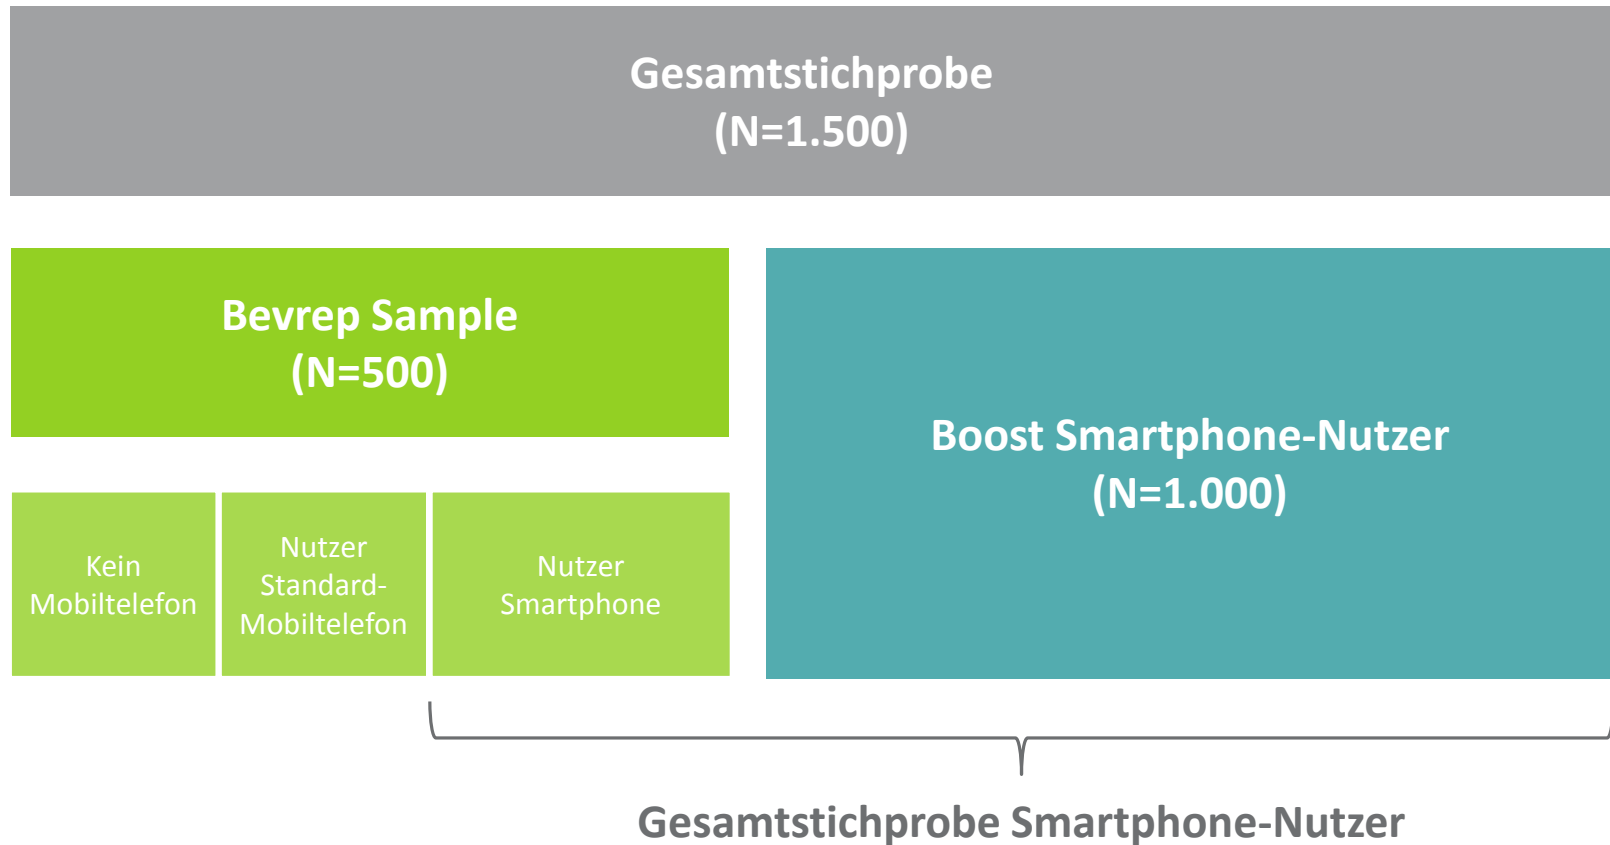 Gesamtstichprobe
(N=1.500)
Bevrep Sample
(N=500)
Boost Smartphone-Nutzer
(N=1.000)
Kein
Mobiltelefon
Nutzer
Standard-
Mobiltelefon
Nutzer
Smartphone
Gesamtstichprobe Smartphone-Nutzer